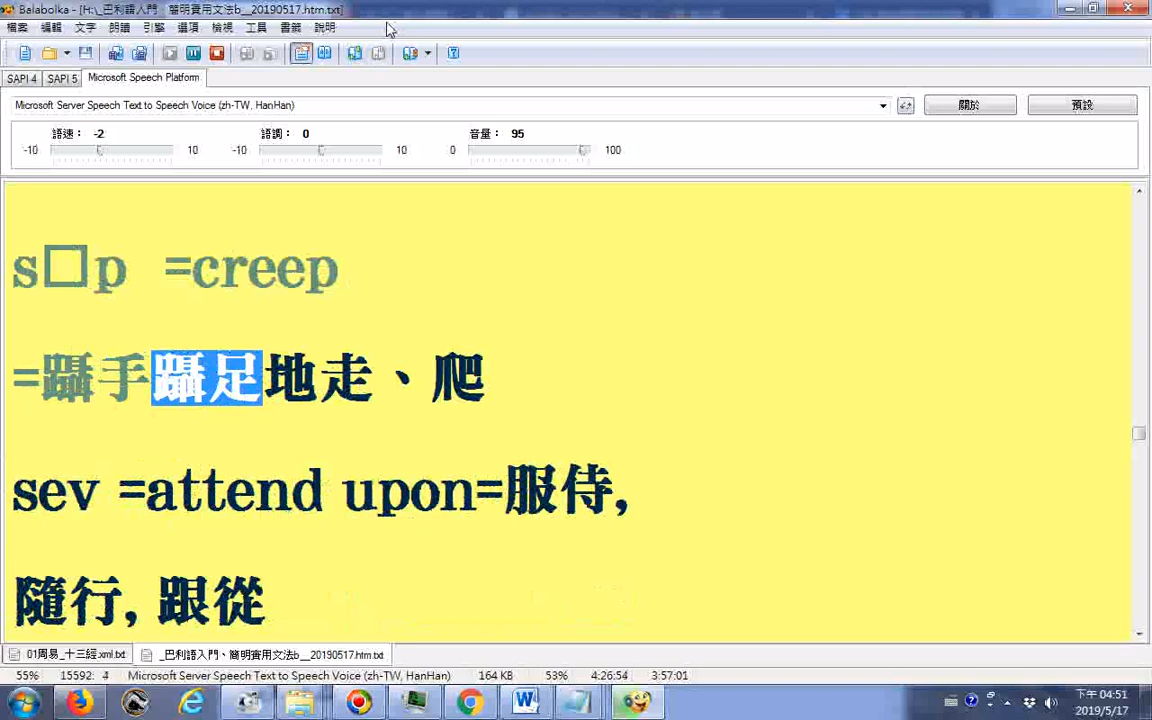 Balabolka - [H:\_巴利語入門、簡明實用文法b__20190517.htm.txt]
檔案 編輯 文字 朗讀 引擎 選項 檢視 工具 書籤 說明
SAPI 4 SAPI 5 Microsoft Speech Platform
Microsoft Server Speech Text to Speech Voice (zh-TW, HanHan) 關於 預設
語速： -2 語調： 0 音量： 95
-10 10 -10 10 0 100
s□p =creep
=躡手躡足地走、爬
sev =attend upon=服侍,
隨行, 跟從
01周易_十三經.xml.txt _巴利語入門、簡明實用文法b__20190517.htm.txt
55% 15592: 4 Microsoft Server Speech Text to Speech Voice (zh-TW, HanHan) 164 KB 53% 4:26:54 3:57:01
下午 04:51
2019/5/17